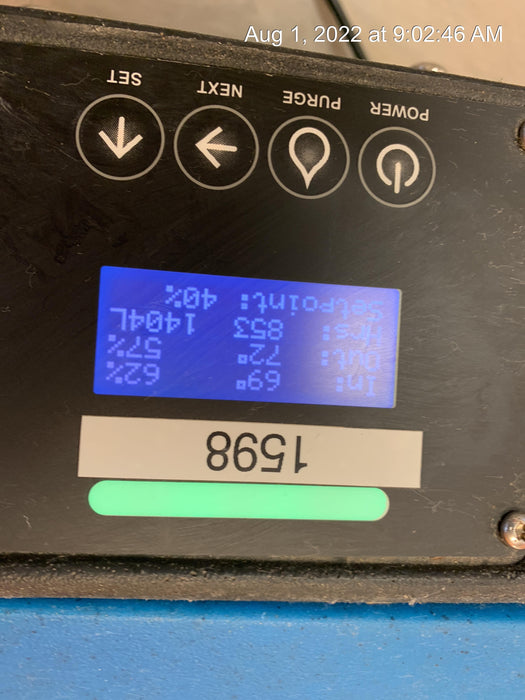 Aug 1, 2022 at 9:02:46 AM
1598
In: 69° 62%
Out: 72° 57%
Hrs: 853 1404L
Setpoint: 40%
POWER PURGE NEXT SET